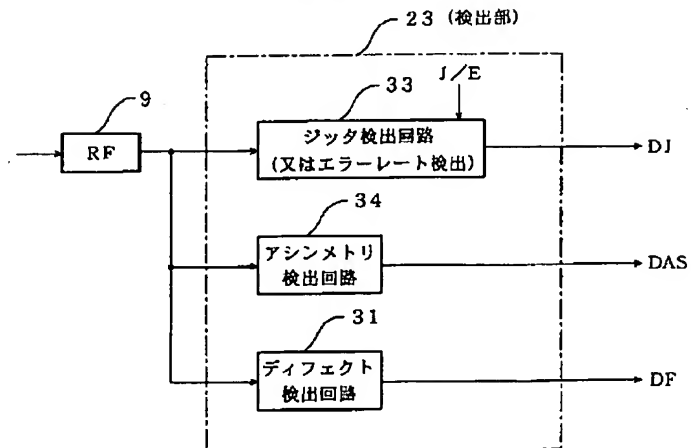 23 (検出部)
J/E
33
9
RF
ジッタ検出回路
(又はエラーレート検出)
DJ
34
アシンメトリ
検出回路
DAS
31
ディフェクト
検出回路
DF